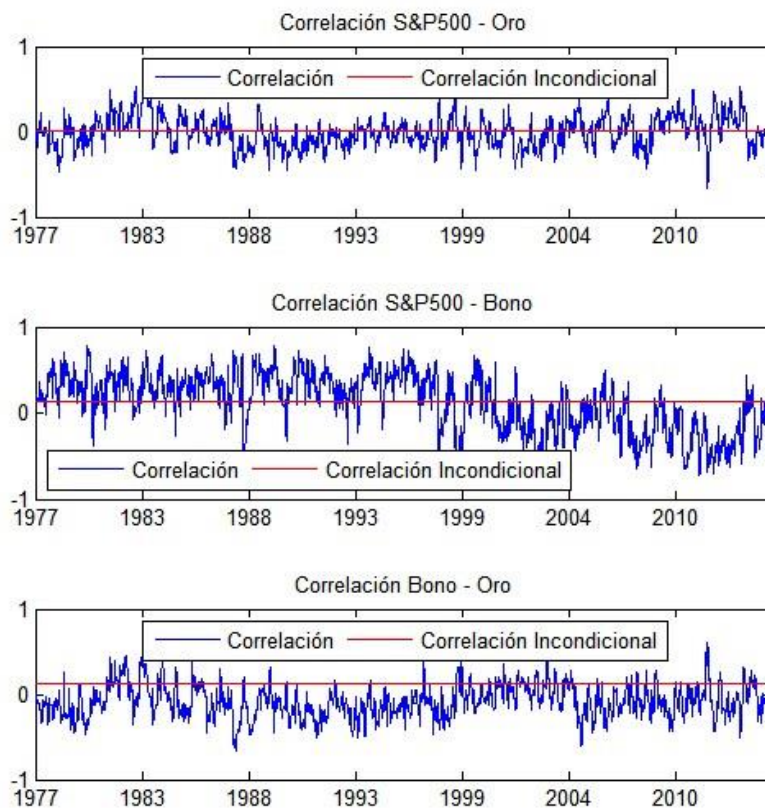 Correlación S&P500 - Oro
1
Correlación Correlación Incondicional
0
-1
1977 1983 1988 1993 1999 2004 2010
Correlación S&P500 - Bono
1
0
Correlación Correlación Incondicional
-1
1977 1983 1988 1993 1999 2004 2010
Correlación Bono - Oro
1
Correlación Correlación Incondicional
0
-1
1977 1983 1988 1993 1999 2004 2010